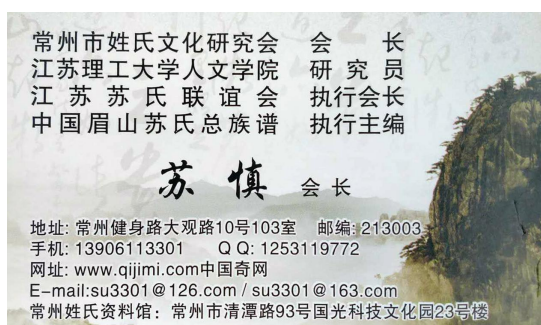 常州市姓氏文化研究会 会长
江苏理工大学人文学院 研究员
江苏苏氏联谊会 执行会长
中国眉山苏氏总族谱 执行主编
苏慎 会长
地址: 常州健身路大观路10号103室 邮编: 213003
手机: 13906113301 QQ: 1253119772
网址: www.qijimi.com中国奇网
E-mail:su3301@126.com / su3301@163.com
常州姓氏资料馆: 常州市清潭路93号国光科技文化园23号楼